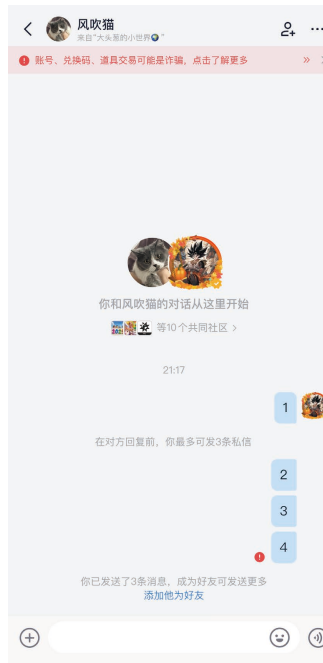 风吹猫
来自"大头葱的小世界🌍"
账号、兑换码、道具交易可能是诈骗，点击了解更多
你和风吹猫的对话从这里开始
等10个共同社区
21:17
1
在对方回复前，你最多可发3条私信
2
3
4
你已发送了3条消息，成为好友可发送更多
添加他为好友